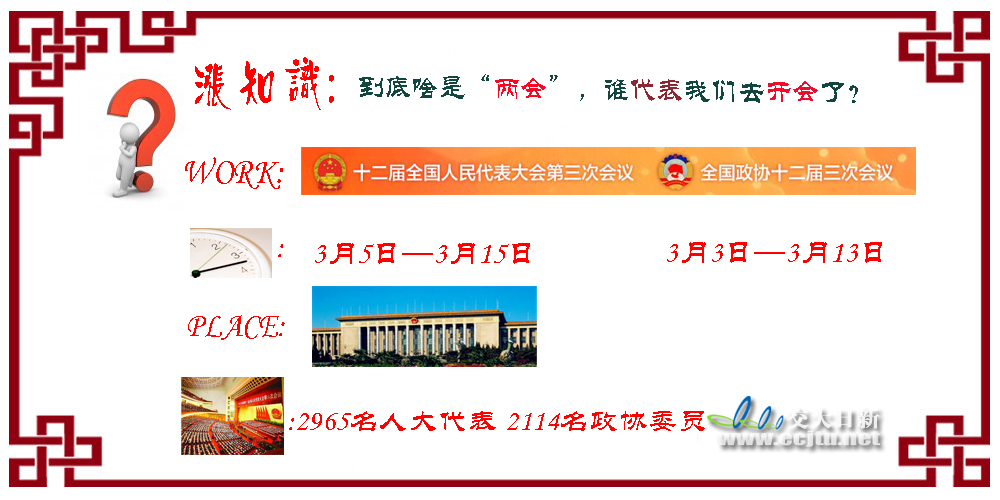 漲知識：到底啥是“两会”，谁代表我们去开会了？
WORK: 十二届全国人民代表大会第三次会议 全国政协十二届三次会议
: 3月5日—3月15日 3月3日—3月13日
PLACE:
:2965名人大代表 2114名政协委员
交大日新
www.ecjtu.net